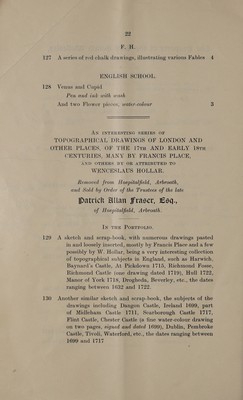 22
F. H.
127 A series of red chalk drawings, illustrating various Fables 4
ENGLISH SCHOOL
128 Venus and Cupid
Pen and ink with wash
And two Flower pieces, water-colour 3
AN INTERESTING SERIES OF
TOPOGRAPHICAL DRAWINGS OF LONDON AND
OTHER PLACES, OF THE 17TH AND EARLY 18TH
CENTURIES, MANY BY FRANCIS PLACE,
AND OTHERS BY OR ATTRIBUTED TO
WENCESLAUS HOLLAR.
Removed from Hospitalfield, Arbroath,
and Sold by Order of the Trustees of the late
Patrick Allan Fraser, Esq.,
of Hospitalfield, Arbroath.
IN THE PORTFOLIO.
129 A sketch and scrap-book, with numerous drawings pasted
in and loosely inserted, mostly by Francis Place and a few
possibly by W. Hollar, being a very interesting collection
of topographical subjects in England, such as Harwich,
Baynard's Castle, At Pickdown 1715, Richmond Fosse,
Richmond Castle (one drawing dated 1719), Hull 1722,
Manor of York 1718, Drogheda, Beverley, etc., the dates
ranging between 1632 and 1722.
130 Another similar sketch and scrap-book, the subjects of the
drawings including Dangon Castle, Ireland 1699, part
of Midleham Castle 1711, Scarborough Castle 1717,
Flint Castle, Chester Castle (a fine water-colour drawing
on two pages, signed and dated 1699), Dublin, Pembroke
Castle, Tivoli, Waterford, etc., the dates ranging between
1699 and 1717